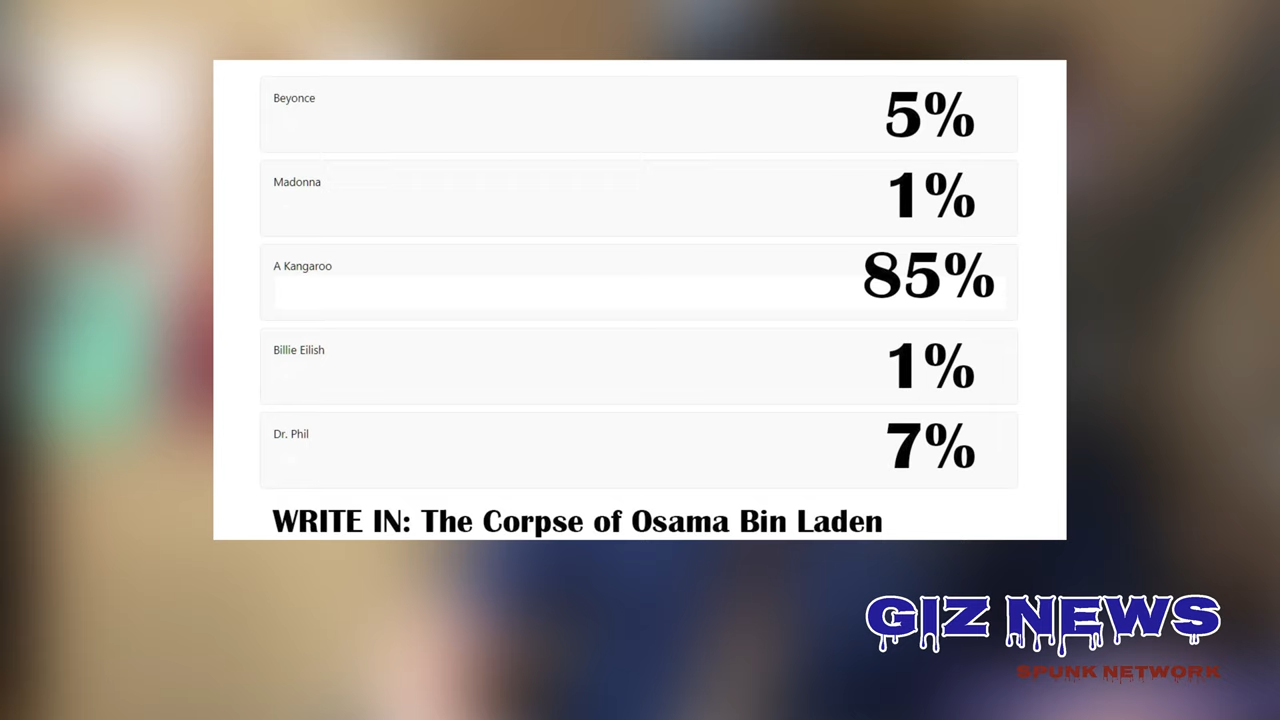 Beyonce
5%
Madonna
1%
A Kangaroo
85%
Billie Eilish
1%
Dr. Phil
7%
WRITE IN: The Corpse of Osama Bin Laden
GIZ NEWS
SPUNK NETWORK